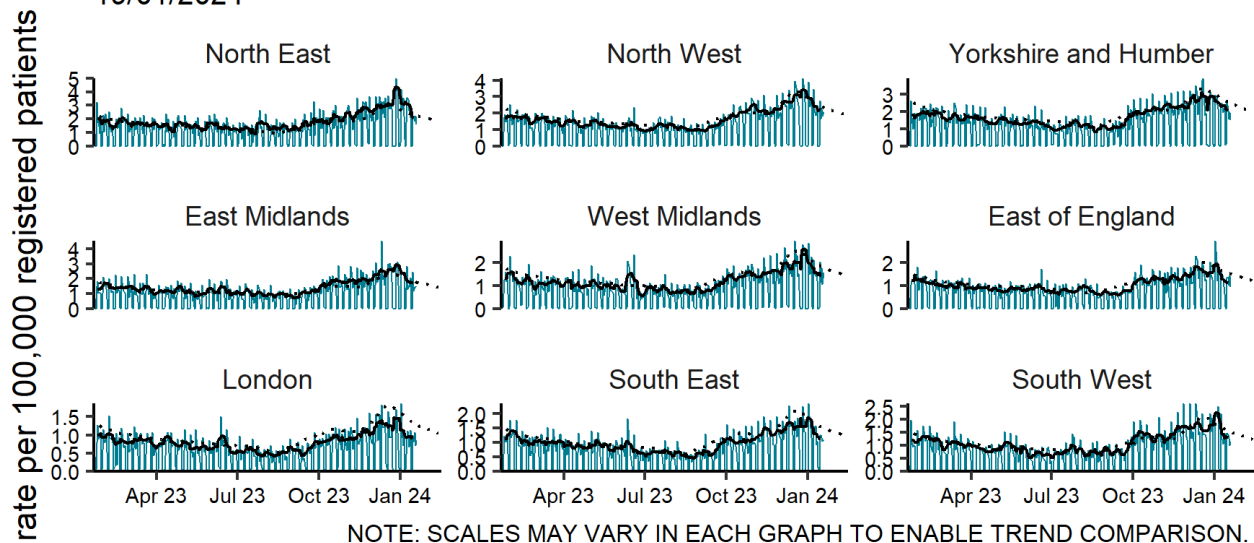 rate per 100,000 registered patients
North East
North West
Yorkshire and Humber
5
4
3
2
1
0
4
3
2
1
0
3
2
1
0
East Midlands
West Midlands
East of England
4
3
2
1
0
2
1
0
2
1
0
London
South East
South West
1.5
1.0
0.5
0.0
2.0
1.5
1.0
0.5
0.0
2.5
2.0
1.5
1.0
0.5
0.0
Apr 23 Jul 23 Oct 23 Jan 24
Apr 23 Jul 23 Oct 23 Jan 24
Apr 23 Jul 23 Oct 23 Jan 24
NOTE: SCALES MAY VARY IN EACH GRAPH TO ENABLE TREND COMPARISON.